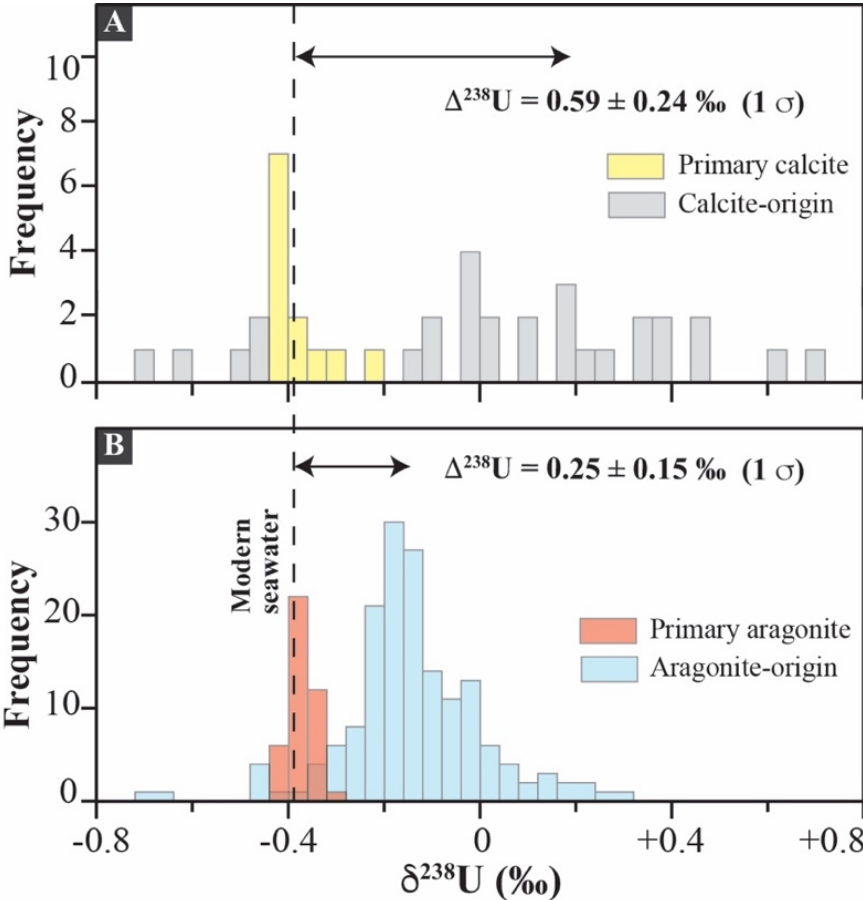 A
10
8
6
4
2
0
Frequency
Δ²³⁸U = 0.59 ± 0.24 ‰ (1 σ)
Primary calcite
Calcite-origin
B
30
20
10
0
Frequency
Modern
seawater
Δ²³⁸U = 0.25 ± 0.15 ‰ (1 σ)
Primary aragonite
Aragonite-origin
-0.8 -0.4 0 +0.4 +0.8
δ²³⁸U (‰)